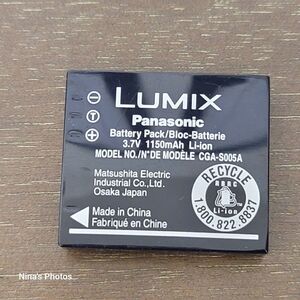 LUMIX
Panasonic
Battery Pack/Bloc-Batterie
3.7V 1150mAh Li-ion
MODEL NO./N°DE MODÈLE CGA-S005A
Matsushita Electric
Industrial Co.,Ltd.
Osaka Japan
Made in China
Fabriqué en China
RECYCLE
RBRC
Li-ion
1.800.822.8837
Nina's Photos